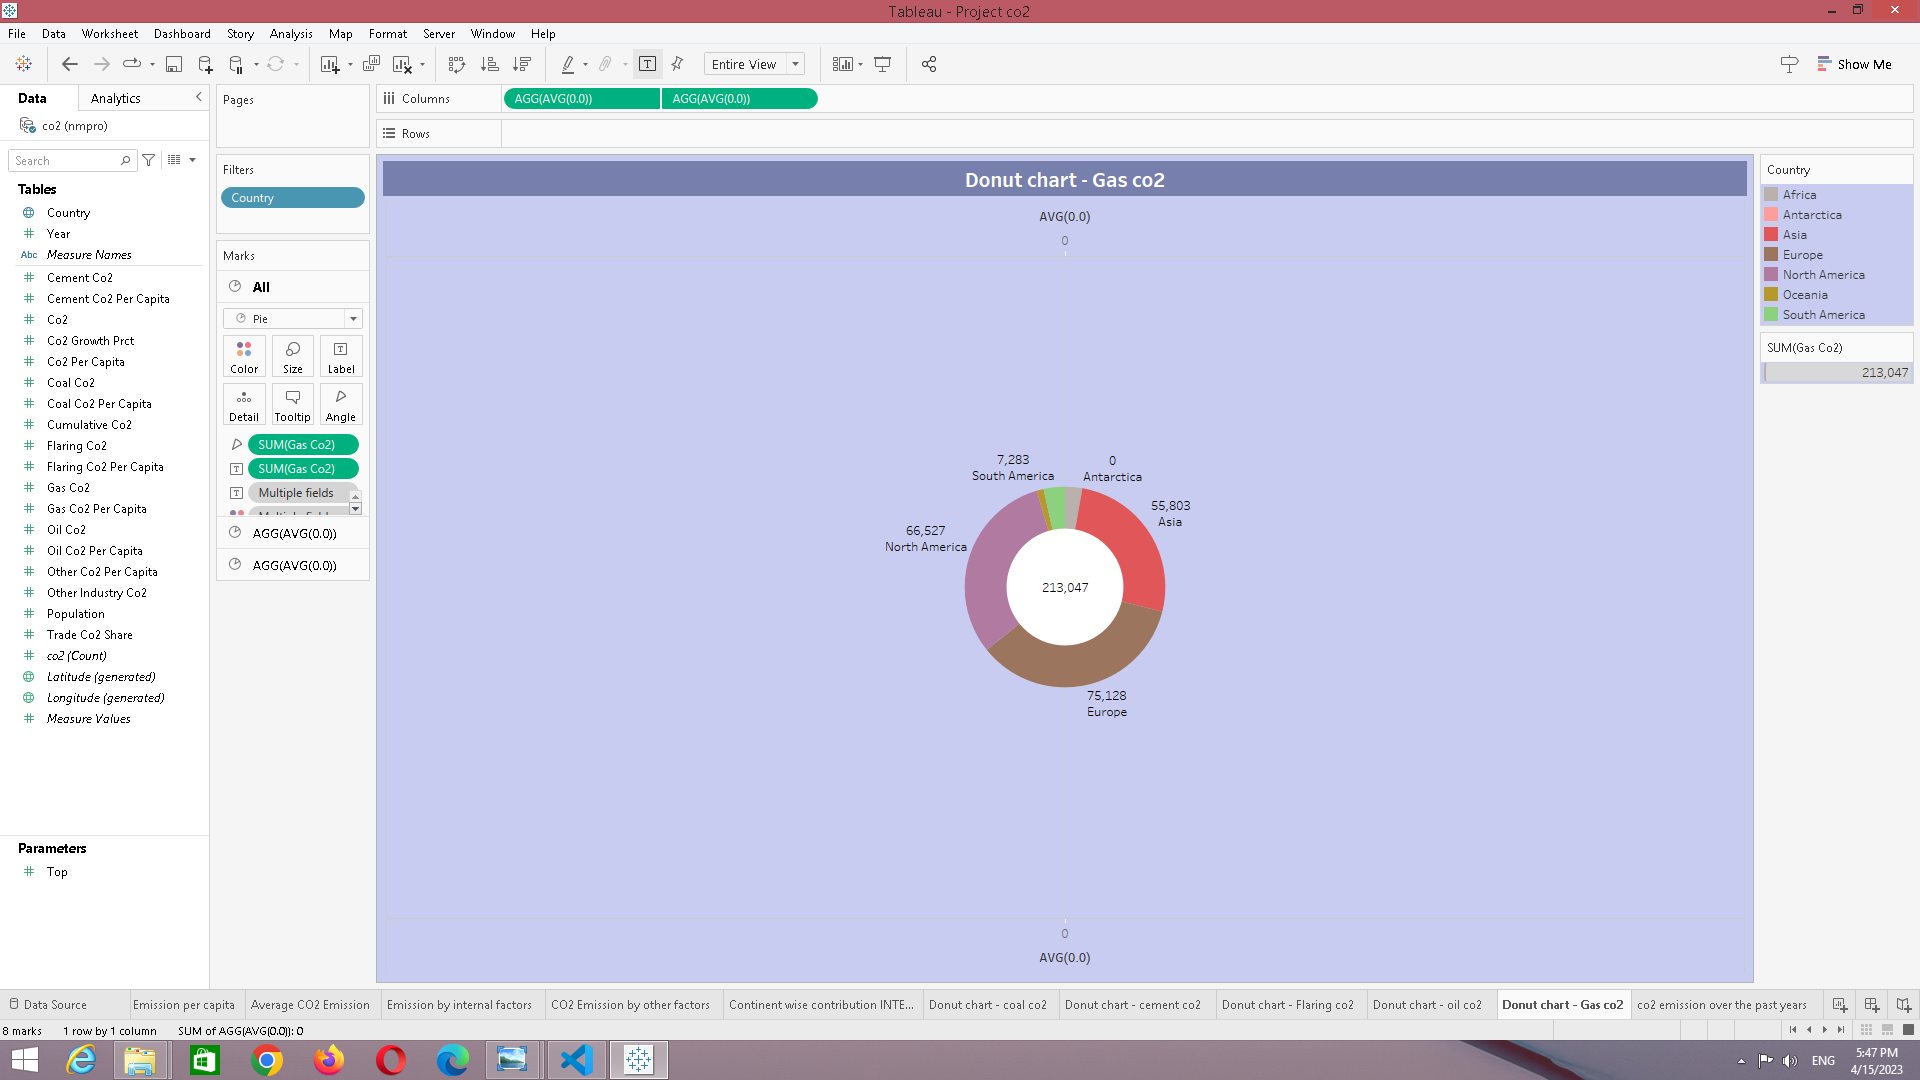 Tableau - Project co2
File Data Worksheet Dashboard Story Analysis Map Format Server Window Help
Entire View
Show Me
Data
Analytics
co2 (nmpro)
Search
Tables
Country
Year
Abc Measure Names
Cement Co2
Cement Co2 Per Capita
Co2
Co2 Growth Prct
Co2 Per Capita
Coal Co2
Coal Co2 Per Capita
Cumulative Co2
Flaring Co2
Flaring Co2 Per Capita
Gas Co2
Gas Co2 Per Capita
Oil Co2
Oil Co2 Per Capita
Other Co2 Per Capita
Other Industry Co2
Population
Trade Co2 Share
co2 (Count)
Latitude (generated)
Longitude (generated)
Measure Values
Parameters
Top
Pages
Filters
Country
Marks
All
Pie
Color Size Label
Detail Tooltip Angle
SUM(Gas Co2)
SUM(Gas Co2)
Multiple fields
AGG(AVG(0.0))
AGG(AVG(0.0))
Columns
AGG(AVG(0.0))
AGG(AVG(0.0))
Rows
Donut chart - Gas co2
AVG(0.0)
0
7,283
South America
0
Antarctica
55,803
Asia
66,527
North America
213,047
75,128
Europe
0
AVG(0.0)
Country
Africa
Antarctica
Asia
Europe
North America
Oceania
South America
SUM(Gas Co2)
213,047
Data Source
Emission per capita
Average CO2 Emission
Emission by internal factors
CO2 Emission by other factors
Continent wise contribution INTE...
Donut chart - coal co2
Donut chart - cement co2
Donut chart - Flaring co2
Donut chart - oil co2
Donut chart - Gas co2
co2 emission over the past years
8 marks
1 row by 1 column
SUM of AGG(AVG(0.0)): 0
ENG
5:47 PM
4/15/2023